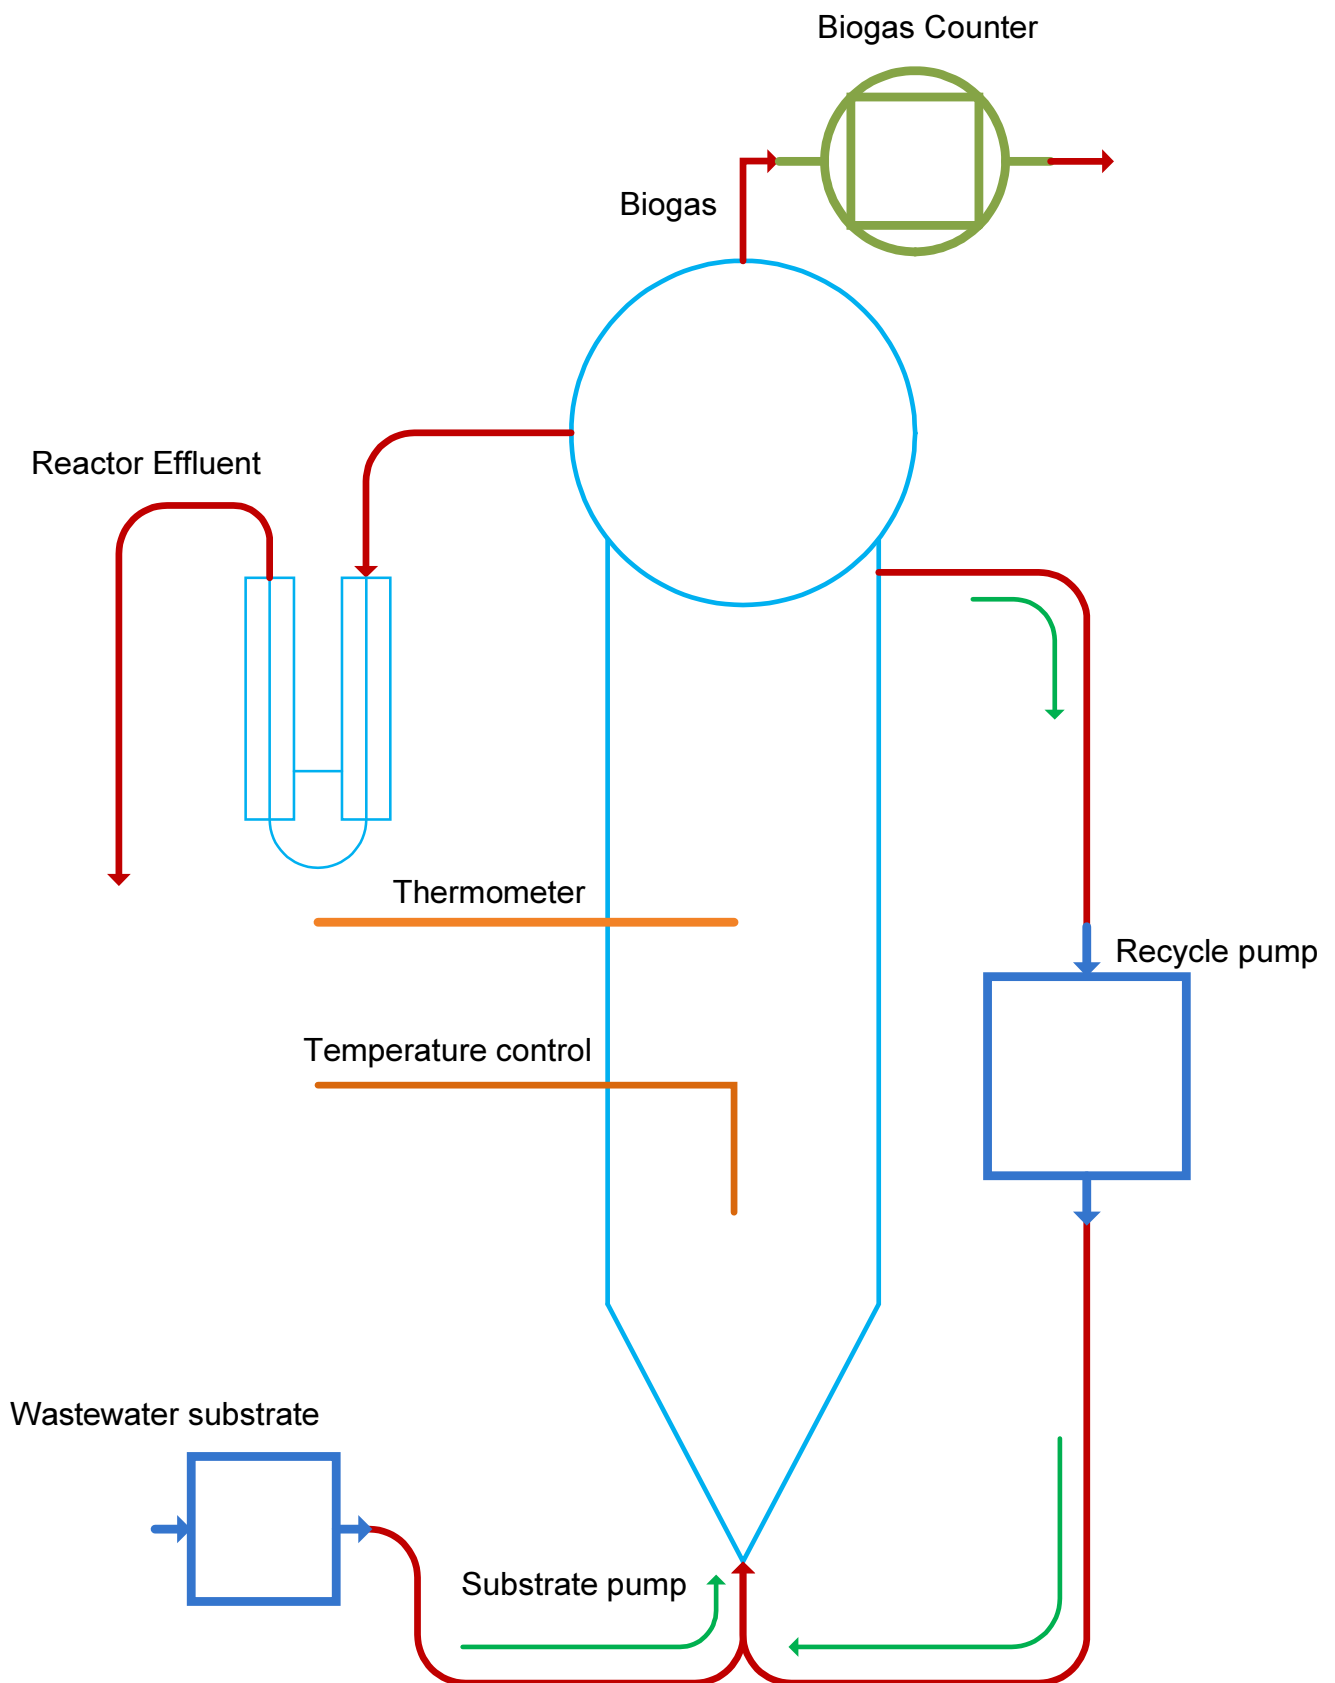 Biogas Counter
Biogas
Reactor Effluent
Thermometer
Recycle pump
Temperature control
Wastewater substrate
Substrate pump